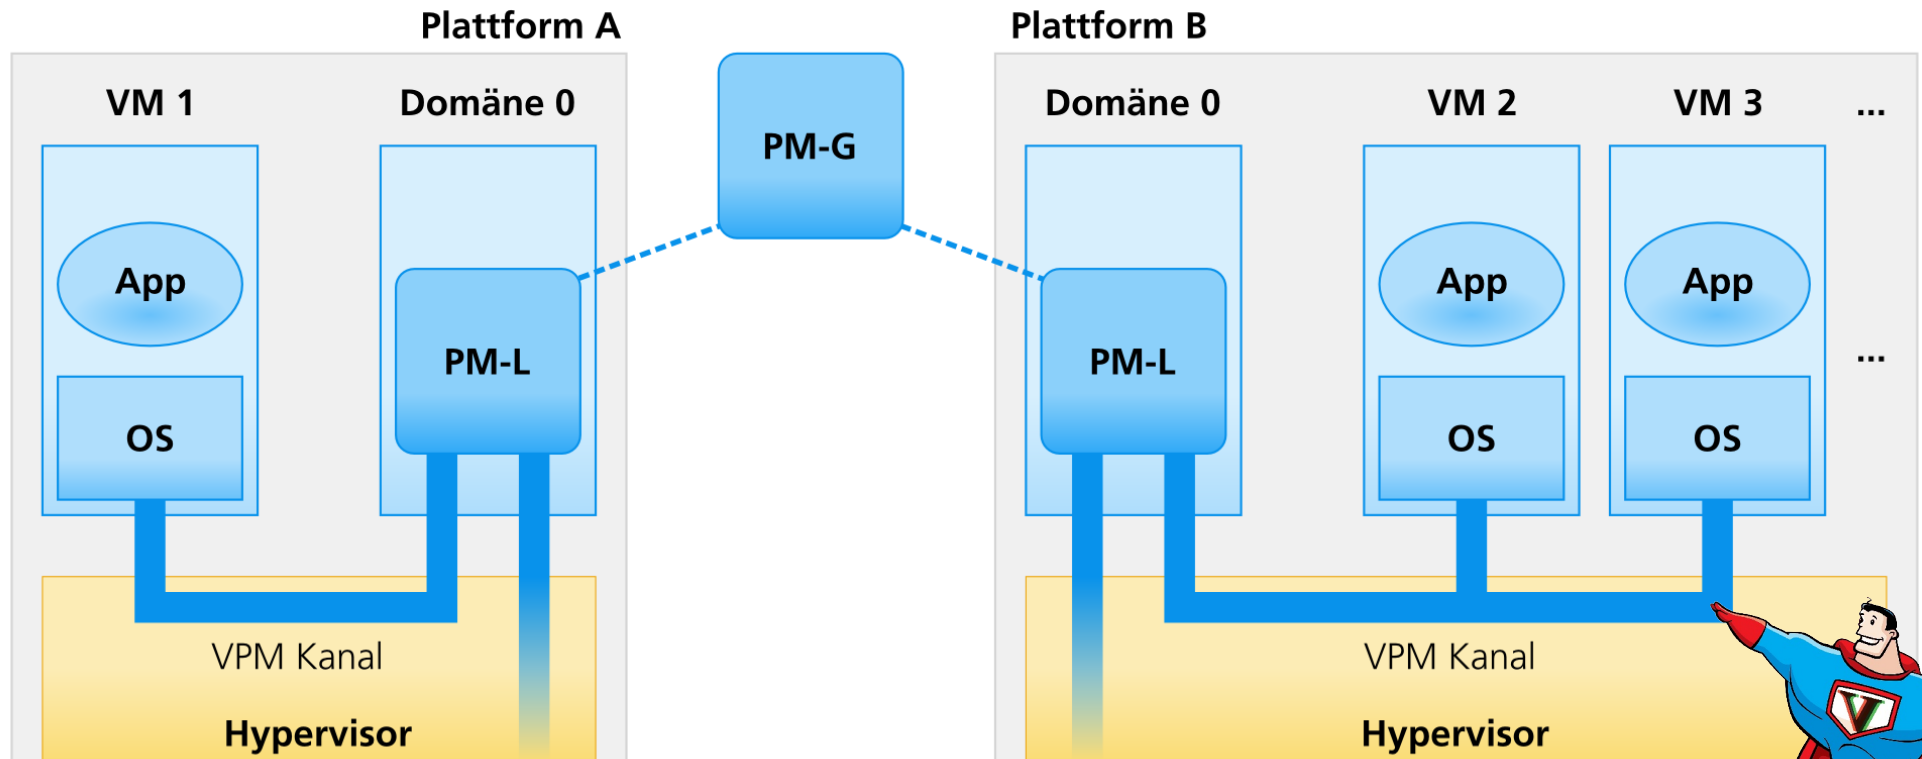 Plattform A
Plattform B
VM 1
Domäne 0
PM-G
Domäne 0
VM 2
VM 3
...
App
PM-L
OS
PM-L
App
App
...
OS
OS
VPM Kanal
Hypervisor
VPM Kanal
Hypervisor
V